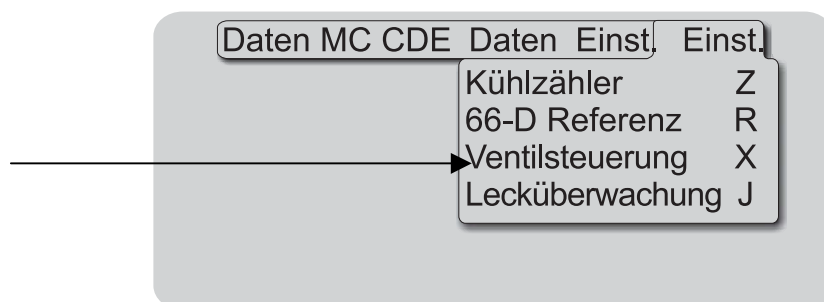 Daten MC CDE Daten Einst. Einst.
Kühlzähler Z
66-D Referenz R
Ventilsteuerung X
Lecküberwachung J